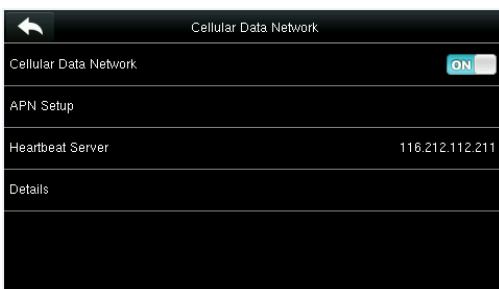 Cellular Data Network
Cellular Data Network ON
APN Setup
Heartbeat Server 116.212.112.211
Details